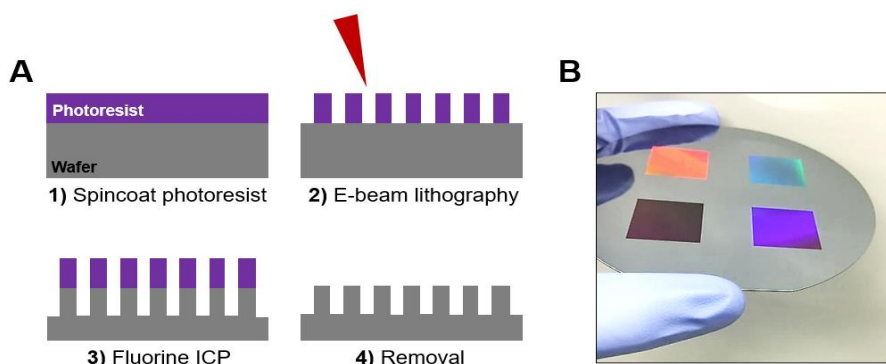 A
B
Photoresist
Wafer
1) Spincoat photoresist
2) E-beam lithography
3) Fluorine ICP
4) Removal